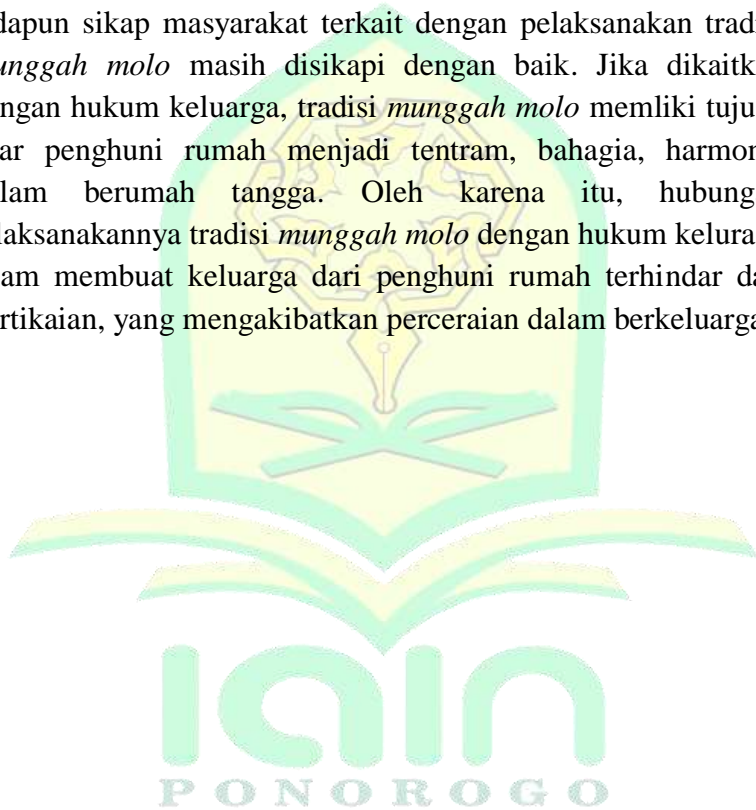 dapun sikap masyarakat terkait dengan pelaksanakan trad
unggah molo masih disikapi dengan baik. Jika dikaitk
ngan hukum keluarga, tradisi munggah molo memliki tuju
ar penghuni rumah menjadi tentram, bahagia, harmon
lam berumah tangga. Oleh karena itu, hubung
laksanakannya tradisi munggah molo dengan hukum kelura
lam membuat keluarga dari penghuni rumah terhindar da
rtikaian, yang mengakibatkan perceraian dalam berkeluarga
iain
PONOROGO